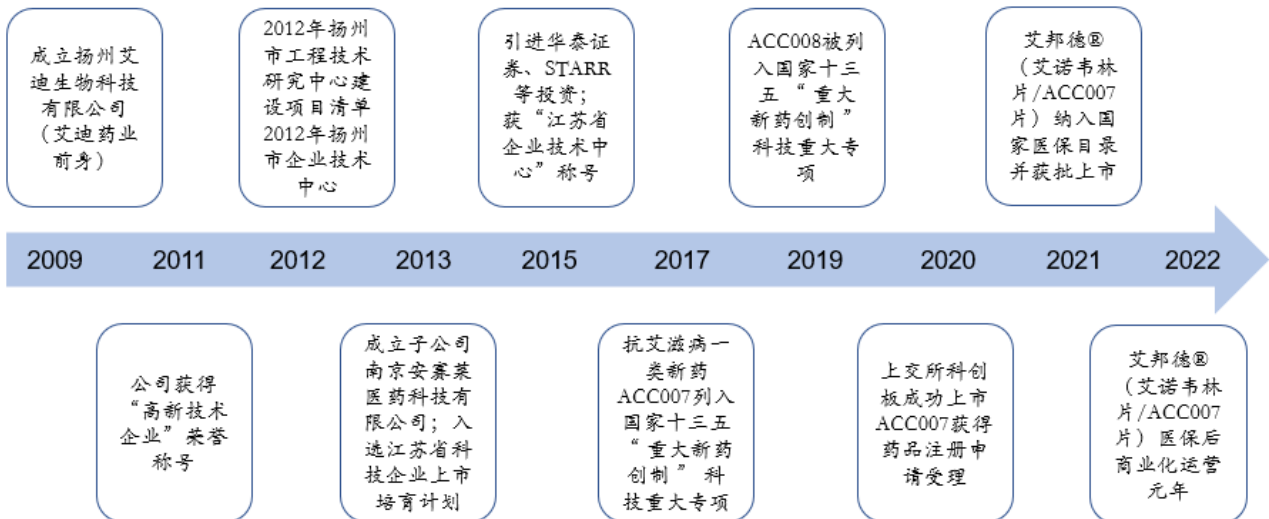 成立扬州艾
迪生物科技
有限公司
（艾迪药业
前身）
2012年扬州
市工程技术
研究中心建
设项目清单
2012年扬州
市企业技术
中心
引进华泰证
券、STARR
等投资；
获“江苏省
企业技术中
心”称号
ACC008被列
入国家十三
五“重大
新药创制”
科技重大专
项
艾邦德®
（艾诺韦林
片/ACC007
片）纳入国
家医保目录
并获批上市
2009 2011 2012 2013 2015 2017 2019 2020 2021 2022
公司获得
“高新技术
企业”荣誉
称号
成立子公司
南京安赛莱
医药科技有
限公司；入
选江苏省科
技企业上市
培育计划
抗艾滋病一
类新药
ACC007列入
国家十三五
“重大新药
创制”科
技重大专项
上交所科创
板成功上市
ACC007获得
药品注册申
请受理
艾邦德®
（艾诺韦林
片/ACC007
片）医保后
商业化运营
元年